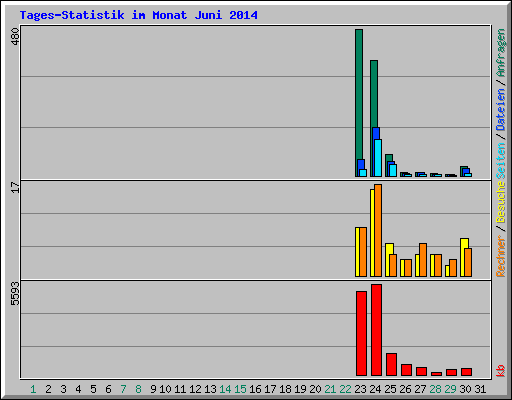 Tages-Statistik im Monat Juni 2014
480
17
5593
Anfragen / Dateien / Seiten
Rechner / Besuche
kb
1 2 3 4 5 6 7 8 9 10 11 12 13 14 15 16 17 18 19 20 21 22 23 24 25 26 27 28 29 30 31